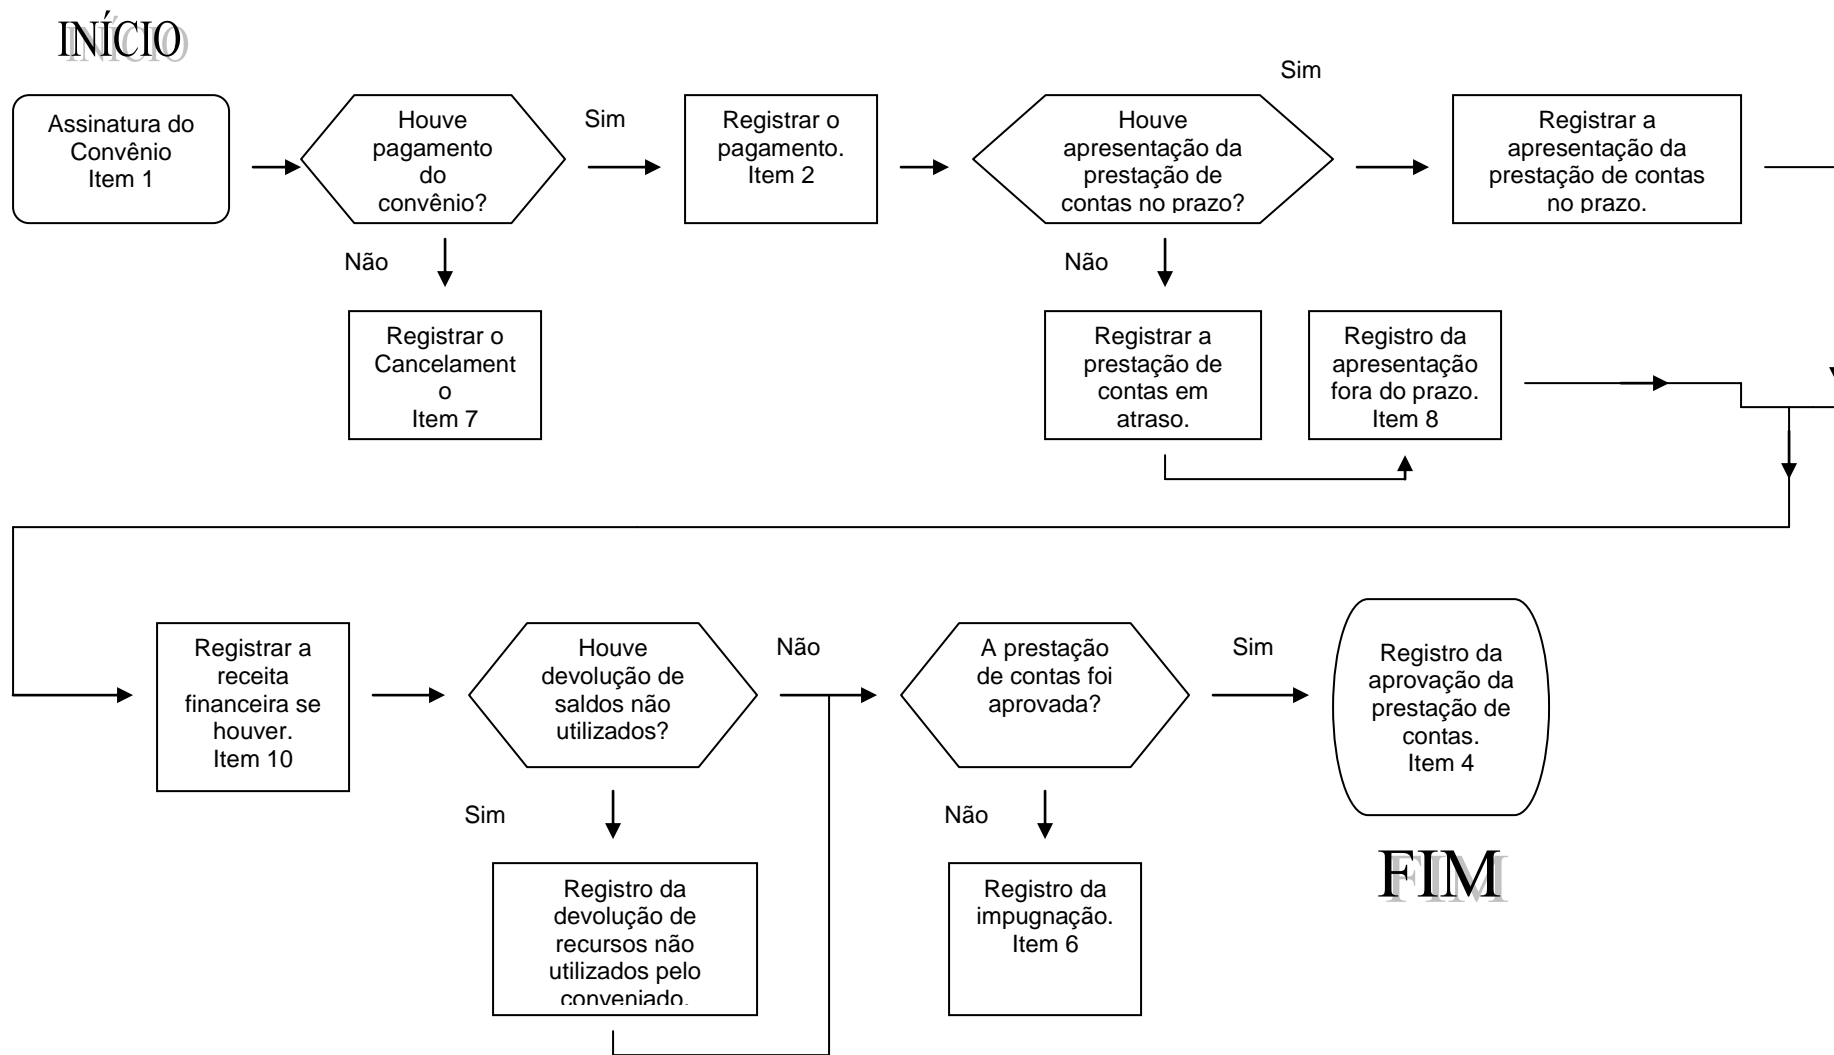 INÍCIO
Assinatura do
Convênio
Item 1
Houve
pagamento
do
convênio?
Sim
Registrar o
pagamento.
Item 2
Houve
apresentação da
prestação de
contas no prazo?
Sim
Registrar a
apresentação da
prestação de contas
no prazo.
Não
Registrar o
Cancelament
o
Item 7
Não
Registrar a
prestação de
contas em
atraso.
Registro da
apresentação
fora do prazo.
Item 8
Registrar a
receita
financeira se
houver.
Item 10
Houve
devolução de
saldos não
utilizados?
Não
A prestação
de contas foi
aprovada?
Sim
Registro da
aprovação da
prestação de
contas.
Item 4
Sim
Registro da
devolução de
recursos não
utilizados pelo
conveniado.
Não
Registro da
impugnação.
Item 6
FIM